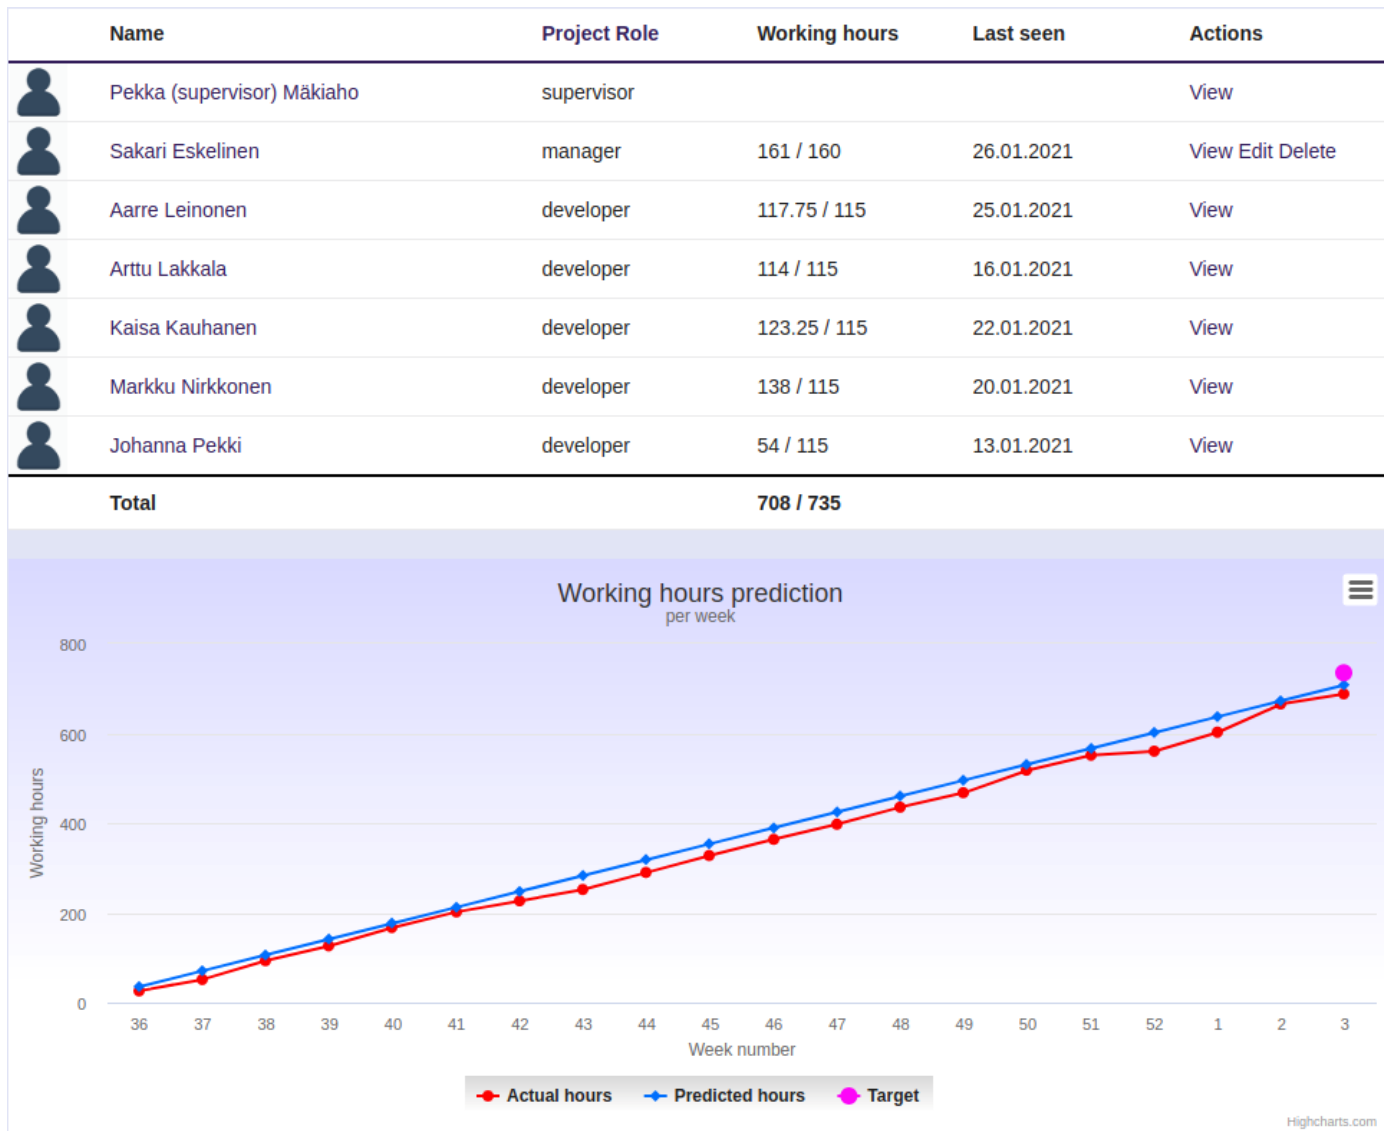 Name Project Role Working hours Last seen Actions
Pekka (supervisor) Mäkiaho supervisor View
Sakari Eskelinen manager 161 / 160 26.01.2021 View Edit Delete
Aarre Leinonen developer 117.75 / 115 25.01.2021 View
Arttu Lakkala developer 114 / 115 16.01.2021 View
Kaisa Kauhanen developer 123.25 / 115 22.01.2021 View
Markku Nirkkonen developer 138 / 115 20.01.2021 View
Johanna Pekki developer 54 / 115 13.01.2021 View
Total 708 / 735
Working hours prediction
per week
800
600
400
200
0
Working hours
36 37 38 39 40 41 42 43 44 45 46 47 48 49 50 51 52 1 2 3
Week number
Actual hours Predicted hours Target
Highcharts.com